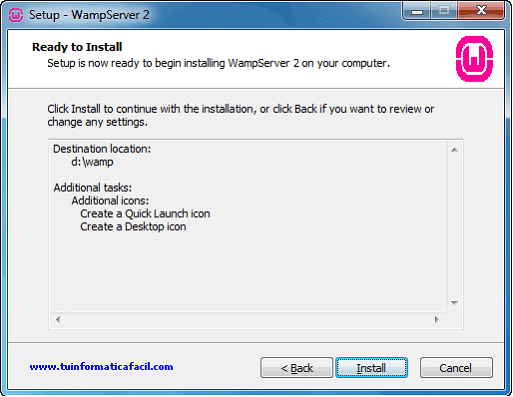 Setup - WampServer 2
Ready to Install
Setup is now ready to begin installing WampServer 2 on your computer.
Click Install to continue with the installation, or click Back if you want to review or
change any settings.
Destination location:
d:\wamp
Additional tasks:
Additional icons:
Create a Quick Launch icon
Create a Desktop icon
www.tuinformaticafacil.com
< Back
Install
Cancel